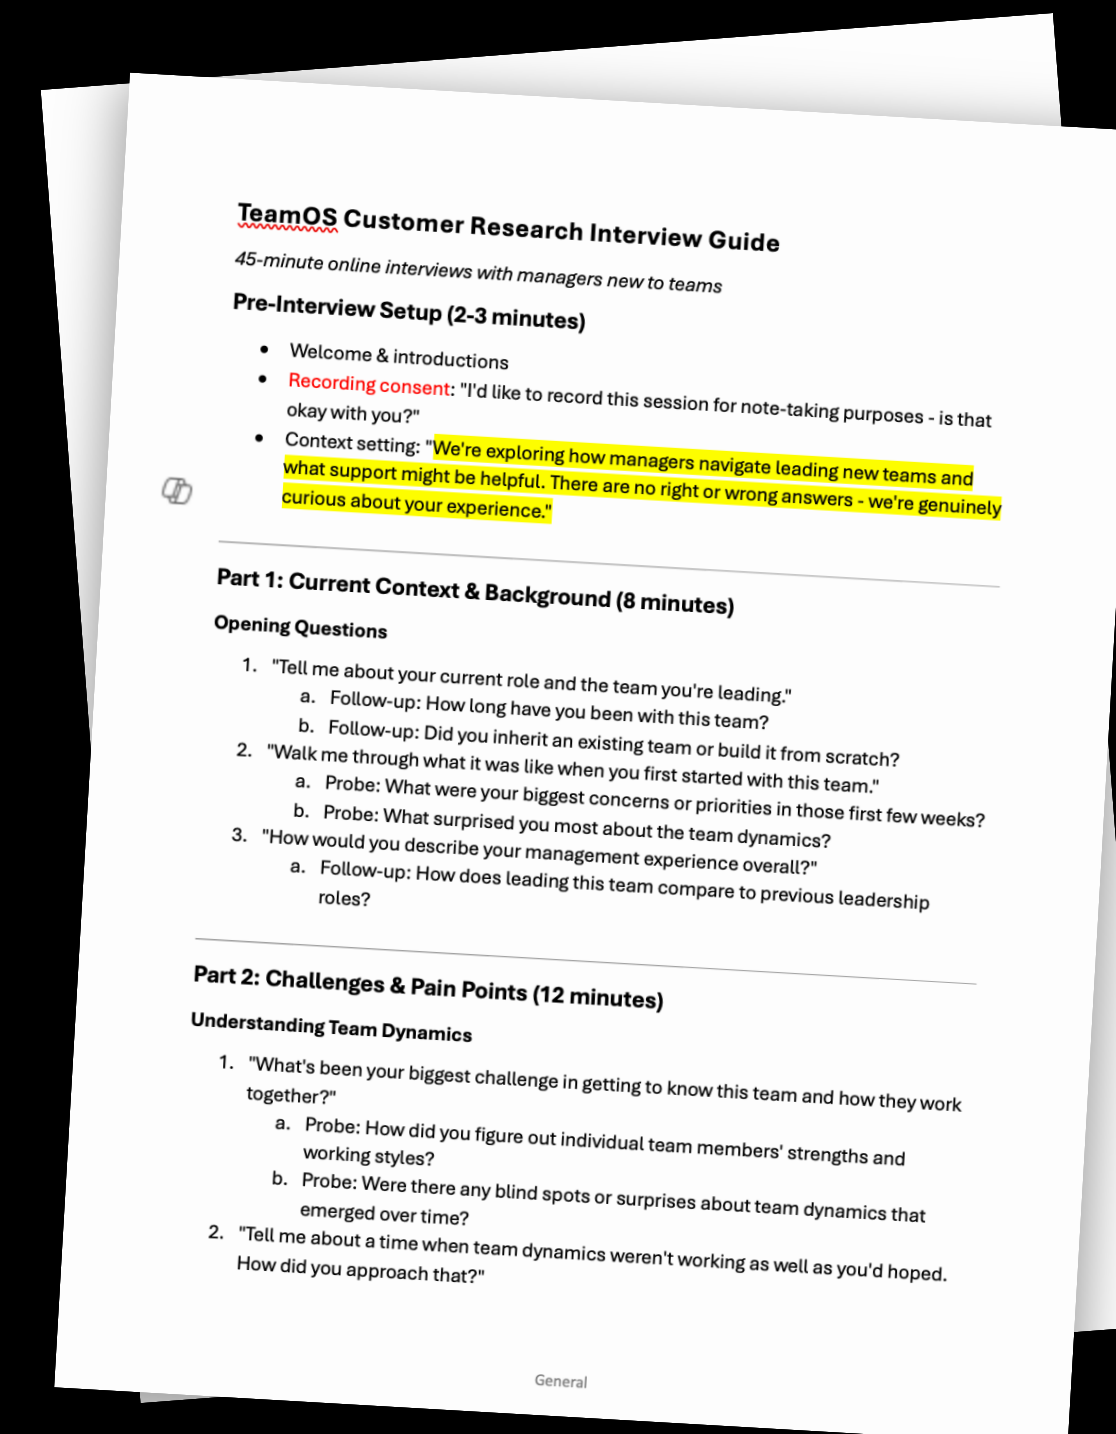 TeamOS Customer Research Interview Guide
45-minute online interviews with managers new to teams
Pre-Interview Setup (2-3 minutes)
• Welcome & introductions
• Recording consent: "I'd like to record this session for note-taking purposes - is that
okay with you?"
• Context setting: "We're exploring how managers navigate leading new teams and
what support might be helpful. There are no right or wrong answers - we're genuinely
curious about your experience."
Part 1: Current Context & Background (8 minutes)
Opening Questions
1. "Tell me about your current role and the team you're leading."
a. Follow-up: How long have you been with this team?
b. Follow-up: Did you inherit an existing team or build it from scratch?
2. "Walk me through what it was like when you first started with this team."
a. Probe: What were your biggest concerns or priorities in those first few weeks?
b. Probe: What surprised you most about the team dynamics?
3. "How would you describe your management experience overall?"
a. Follow-up: How does leading this team compare to previous leadership
roles?
Part 2: Challenges & Pain Points (12 minutes)
Understanding Team Dynamics
1. "What's been your biggest challenge in getting to know this team and how they work
together?"
a. Probe: How did you figure out individual team members' strengths and
working styles?
b. Probe: Were there any blind spots or surprises about team dynamics that
emerged over time?
2. "Tell me about a time when team dynamics weren't working as well as you'd hoped.
How did you approach that?"
General